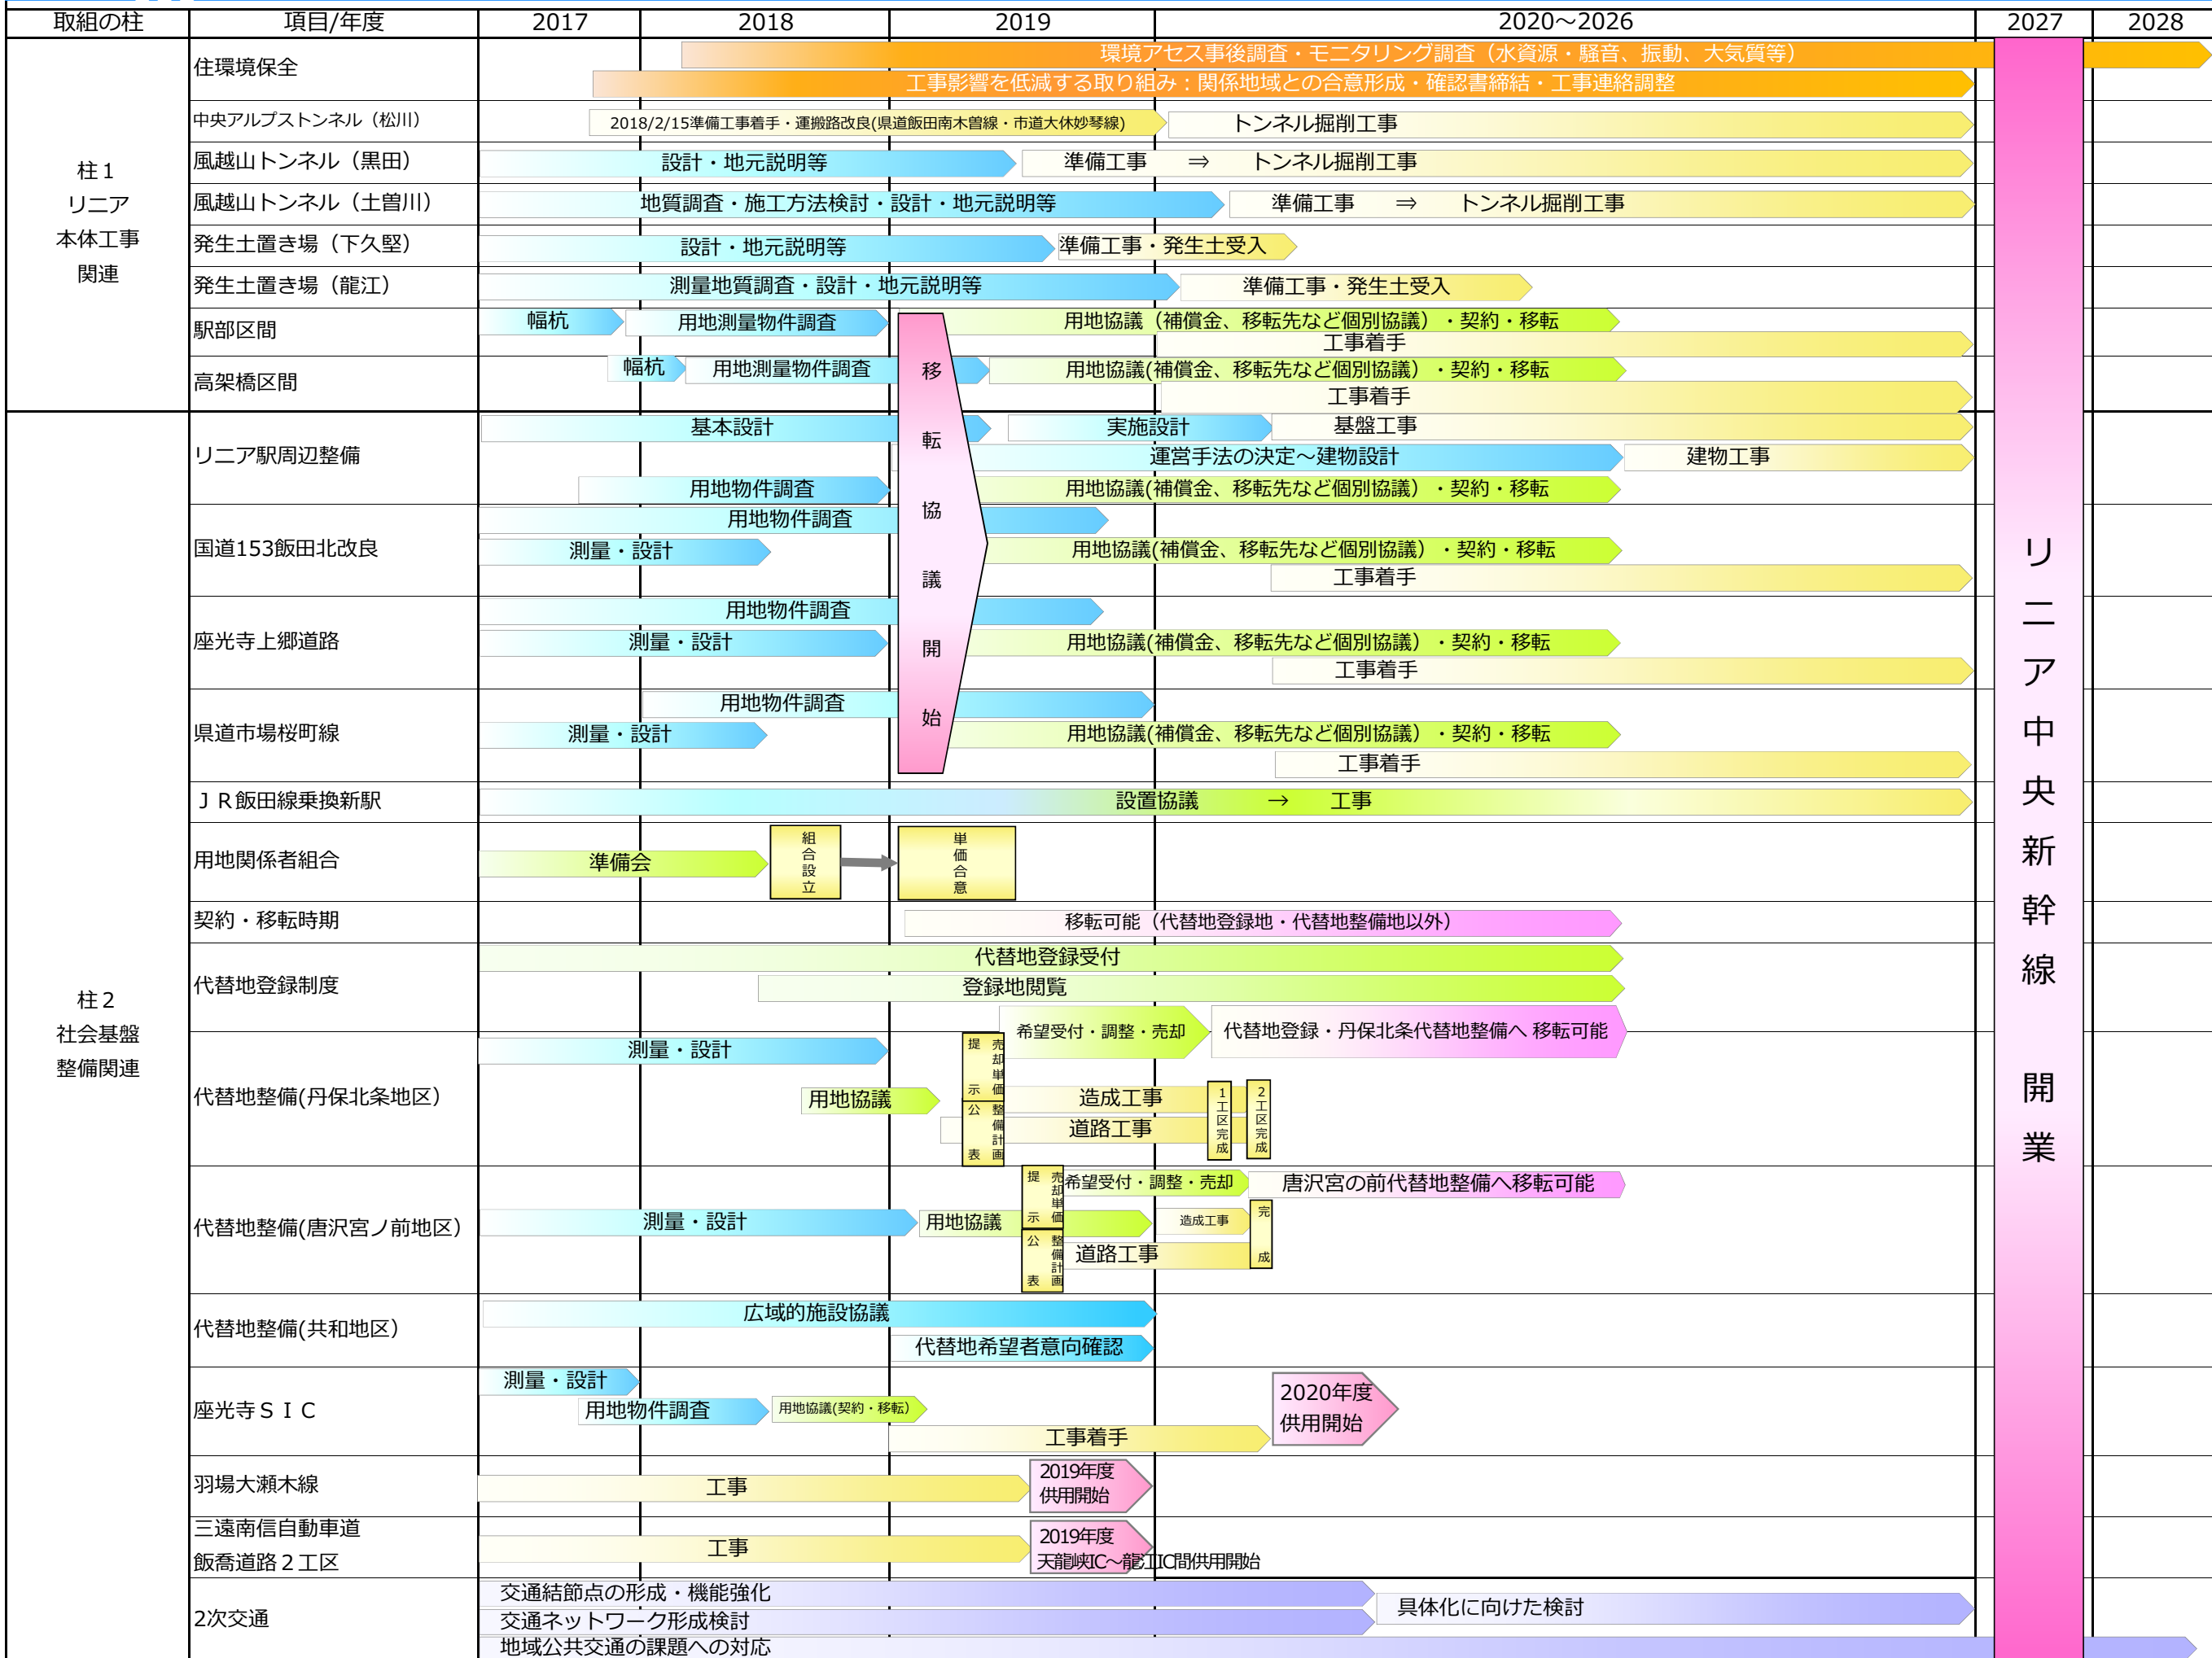 取組の柱 項目/年度 2017 2018 2019 2020～2026 2027 2028
柱１
リニア
本体工事
関連
住環境保全
環境アセス事後調査・モニタリング調査（水資源・騒音、振動、大気質等）
工事影響を低減する取り組み：関係地域との合意形成・確認書締結・工事連絡調整
中央アルプストンネル（松川）
2018/2/15準備工事着手・運搬路改良(県道飯田南木曽線・市道大休妙琴線)
トンネル掘削工事
風越山トンネル（黒田）
設計・地元説明等
準備工事 ⇒ トンネル掘削工事
風越山トンネル（土曽川）
地質調査・施工方法検討・設計・地元説明等
準備工事 ⇒ トンネル掘削工事
発生土置き場（下久堅）
設計・地元説明等
準備工事・発生土受入
発生土置き場（龍江）
測量地質調査・設計・地元説明等
準備工事・発生土受入
駅部区間
幅杭
用地測量物件調査
用地協議（補償金、移転先など個別協議）・契約・移転
工事着手
高架橋区間
幅杭
用地測量物件調査
用地協議(補償金、移転先など個別協議）・契約・移転
工事着手
移転協議開始
リニア中央新幹線 開業
柱２
社会基盤
整備関連
リニア駅周辺整備
基本設計
実施設計
基盤工事
運営手法の決定～建物設計
建物工事
用地物件調査
用地協議(補償金、移転先など個別協議）・契約・移転
国道153飯田北改良
用地物件調査
測量・設計
用地協議(補償金、移転先など個別協議）・契約・移転
工事着手
座光寺上郷道路
用地物件調査
測量・設計
用地協議(補償金、移転先など個別協議）・契約・移転
工事着手
県道市場桜町線
用地物件調査
測量・設計
用地協議(補償金、移転先など個別協議）・契約・移転
工事着手
ＪＲ飯田線乗換新駅
設置協議 → 工事
用地関係者組合
準備会
組合設立
単価合意
契約・移転時期
移転可能（代替地登録地・代替地整備地以外）
代替地登録制度
代替地登録受付
登録地閲覧
希望受付・調整・売却
代替地登録・丹保北条代替地整備へ 移転可能
代替地整備(丹保北条地区）
測量・設計
用地協議
売却単価
提示
整備計画
公表
造成工事
道路工事
1工区完成
2工区完成
代替地整備(唐沢宮ノ前地区）
測量・設計
用地協議
売却単価
提示
整備計画
公表
希望受付・調整・売却
唐沢宮の前代替地整備へ移転可能
造成工事
道路工事
完成
代替地整備(共和地区）
広域的施設協議
代替地希望者意向確認
座光寺ＳＩＣ
測量・設計
用地物件調査
用地協議(契約・移転）
工事着手
2020年度
供用開始
羽場大瀬木線
工事
2019年度
供用開始
三遠南信自動車道
飯喬道路２工区
工事
2019年度
天龍峡IC～龍江IC間供用開始
2次交通
交通結節点の形成・機能強化
交通ネットワーク形成検討
具体化に向けた検討
地域公共交通の課題への対応